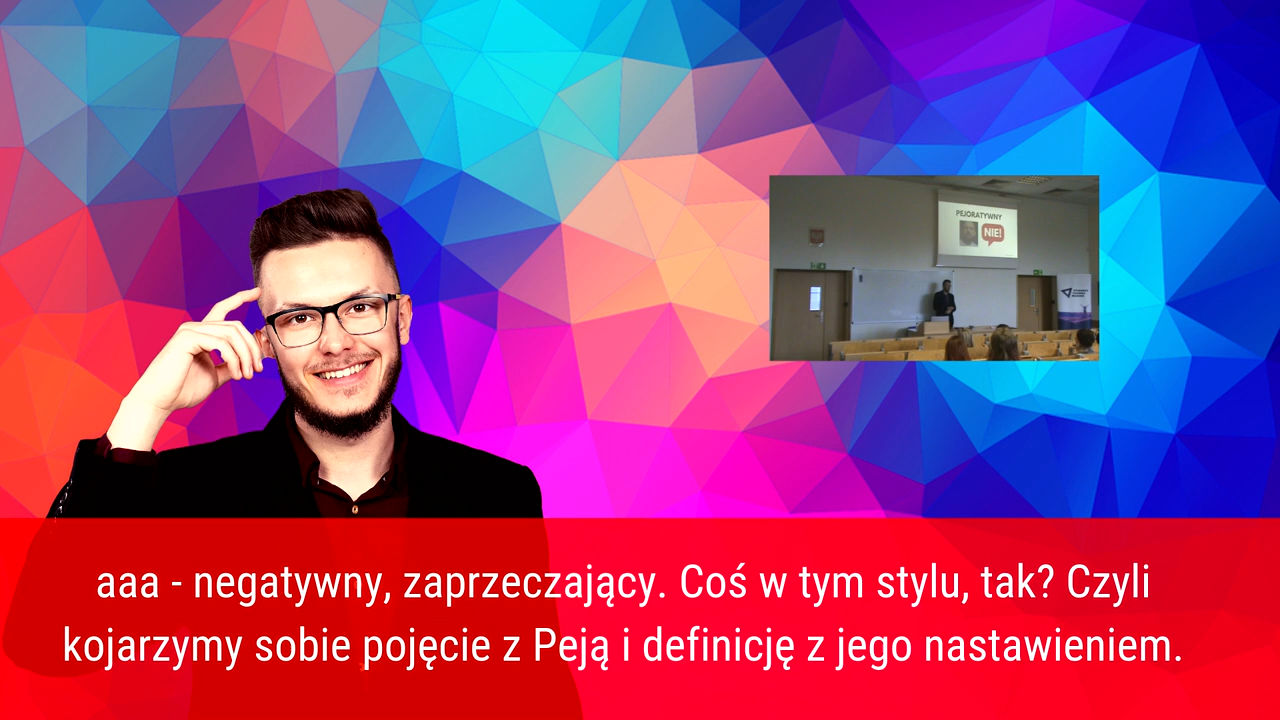 PEJORATYWNY
NIE!
aaa - negatywny, zaprzeczający. Coś w tym stylu, tak? Czyli
kojarzymy sobie pojęcie z Peją i definicję z jego nastawieniem.